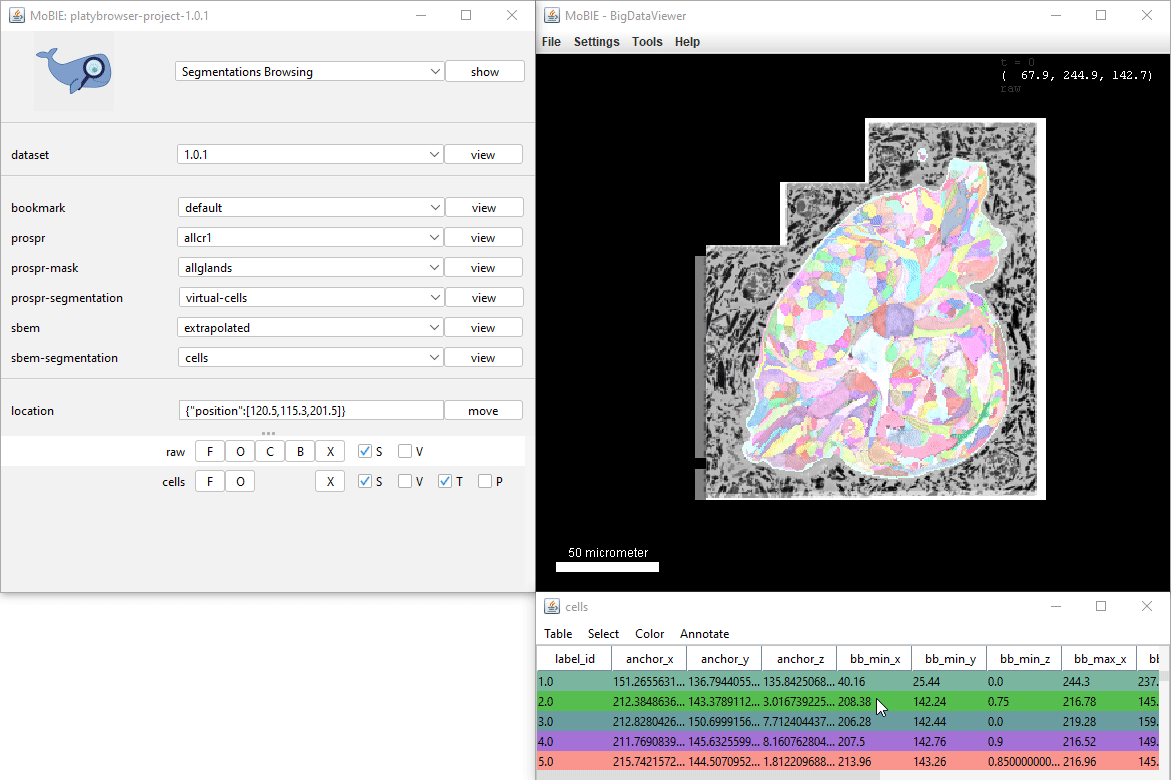 MoBIE: platybrowser-project-1.0.1
Segmentations Browsing show
dataset 1.0.1 view
bookmark default view
prospr allcr1 view
prospr-mask allglands view
prospr-segmentation virtual-cells view
sbem extrapolated view
sbem-segmentation cells view
location {"position":[120.5,115.3,201.5]} move
raw F O C B X S V
cells F O X S V T P
MoBIE - BigDataViewer
File Settings Tools Help
t = 0
( 67.9, 244.9, 142.7)
raw
50 micrometer
cells
Table Select Color Annotate
label_id anchor_x anchor_y anchor_z bb_min_x bb_min_y bb_min_z bb_max_x bb
1.0 151.2655631... 136.7944055... 135.8425068... 40.16 25.44 0.0 244.3 237.
2.0 212.3848636... 143.3789112... 3.016739225... 208.38 142.24 0.75 216.78 145.
3.0 212.8280426... 150.6999156... 7.712404437... 206.28 142.44 0.0 219.28 159.
4.0 211.7690839... 145.6325599... 8.160762804... 207.5 142.76 0.9 216.52 149.
5.0 215.7421572... 144.5070952... 1.812209688... 213.96 143.26 0.850000000... 216.96 145.